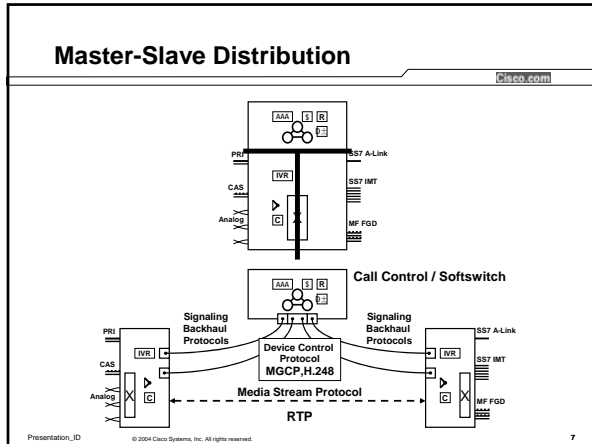 Master-Slave Distribution
Cisco.com
AAA $ R
PRI
SS7 A-Link
IVR
CAS
SS7 IMT
Analog
C
MF FGD
AAA $ R
Call Control / Softswitch
Signaling
Backhaul
Protocols
Signaling
Backhaul
Protocols
PRI
IVR
Device Control
Protocol
MGCP,H.248
IVR
SS7 A-Link
CAS
SS7 IMT
Analog
C
Media Stream Protocol
C
MF FGD
RTP
Presentation_ID
© 2004 Cisco Systems, Inc. All rights reserved.
7